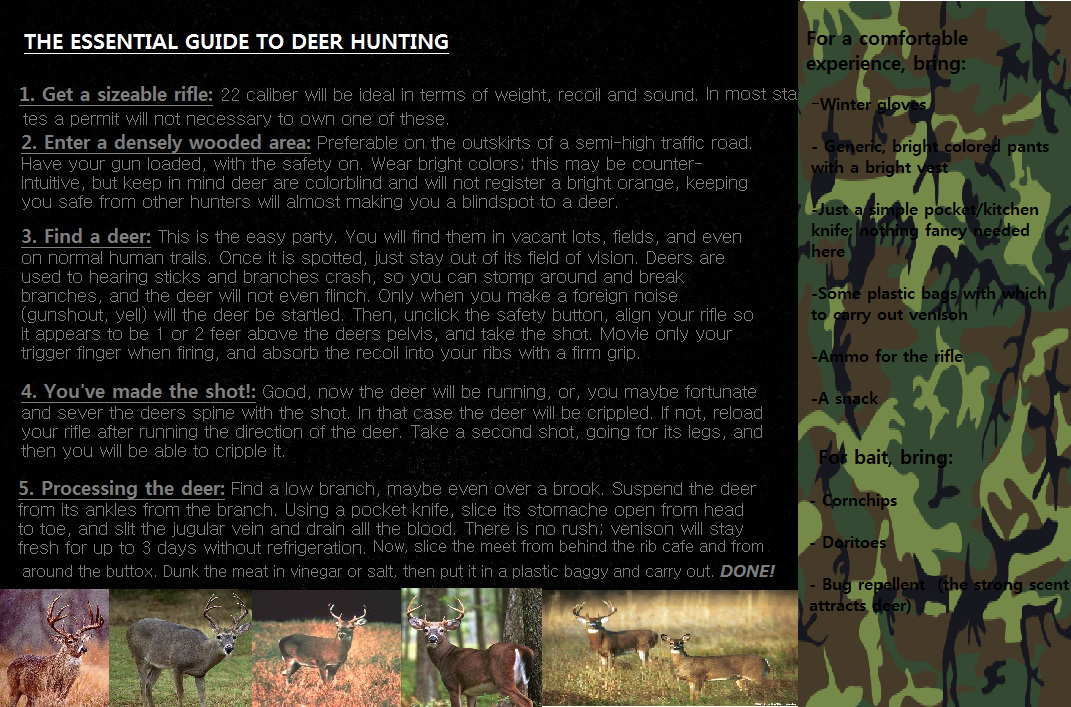 THE ESSENTIAL GUIDE TO DEER HUNTING
1. Get a sizeable rifle: 22 caliber will be ideal in terms of weight, recoil and sound. In most sta
tes a permit will not necessary to own one of these.
2. Enter a densely wooded area: Preferable on the outskirts of a semi-high traffic road.
Have your gun loaded, with the safety on. Wear bright colors; this may be counter-
intuitive, but keep in mind deer are colorblind and will not register a bright orange, keeping
you safe from other hunters will almost making you a blindspot to a deer.
3. Find a deer: This is the easy party. You will find them in vacant lots, fields, and even
on normal human trails. Once it is spotted, just stay out of its field of vision. Deers are
used to hearing sticks and branches crash, so you can stomp around and break
branches, and the deer will not even flinch. Only when you make a foreign noise
(gunshout, yell) will the deer be startled. Then, unclick the safety button, align your rifle so
it appears to be 1 or 2 feer above the deers pelvis, and take the shot. Movie only your
trigger finger when firing, and absorb the recoil into your ribs with a firm grip.
4. You've made the shot!: Good, now the deer will be running, or, you maybe fortunate
and sever the deers spine with the shot. In that case the deer will be crippled. If not, reload
your rifle after running the direction of the deer. Take a second shot, going for its legs, and
then you will be able to cripple it.
5. Processing the deer: Find a low branch, maybe even over a brook. Suspend the deer
from its ankles from the branch. Using a pocket knife, slice its stomache open from head
to toe, and slit the jugular vein and drain alll the blood. There is no rush; venison will stay
fresh for up to 3 days without refrigeration. Now, slice the meet from behind the rib cafe and from
around the buttox. Dunk the meat in vinegar or salt, then put it in a plastic baggy and carry out. DONE!
For a comfortable
experience, bring:
-Winter gloves
- Generic, bright colored pants
with a bright vest
-Just a simple pocket/kitchen
knife; nothing fancy needed
here
-Some plastic bags with which
to carry out venison
-Ammo for the rifle
-A snack
For bait, bring:
- Cornchips
- Doritoes
- Bug repellent (the strong scent
attracts deer)